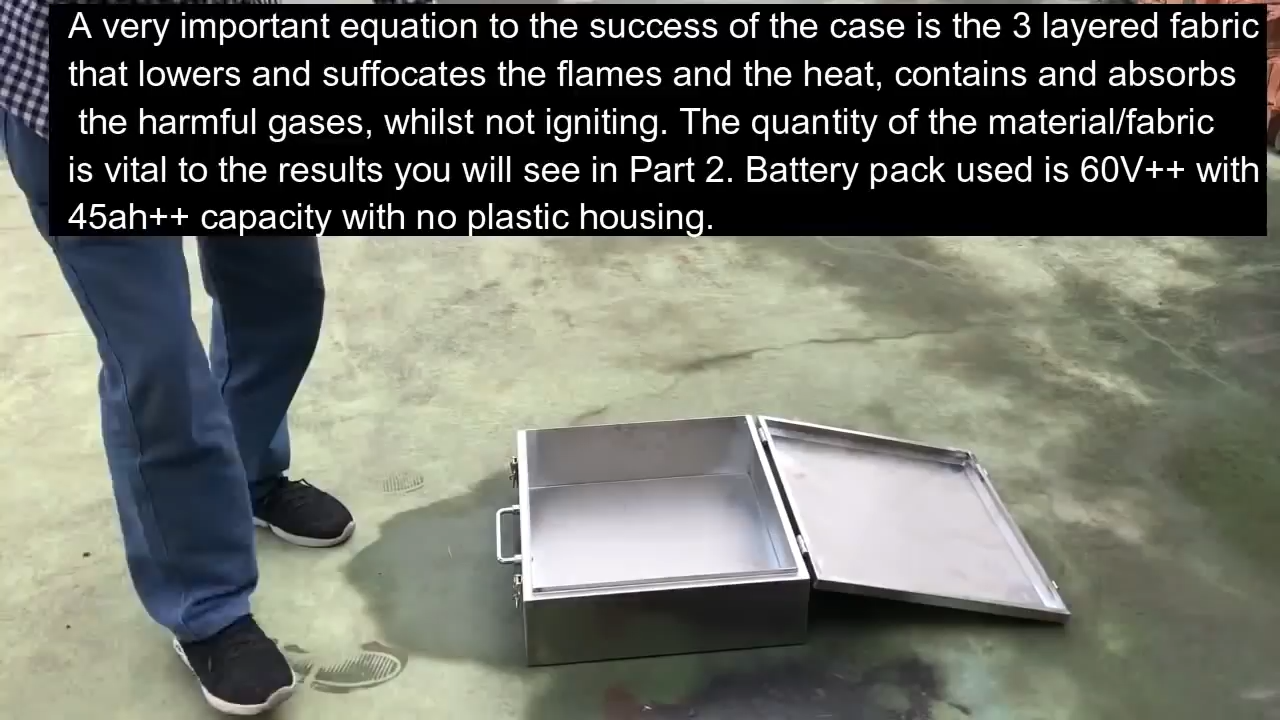 A very important equation to the success of the case is the 3 layered fabric
that lowers and suffocates the flames and the heat, contains and absorbs
the harmful gases, whilst not igniting. The quantity of the material/fabric
is vital to the results you will see in Part 2. Battery pack used is 60V++ with
45ah++ capacity with no plastic housing.